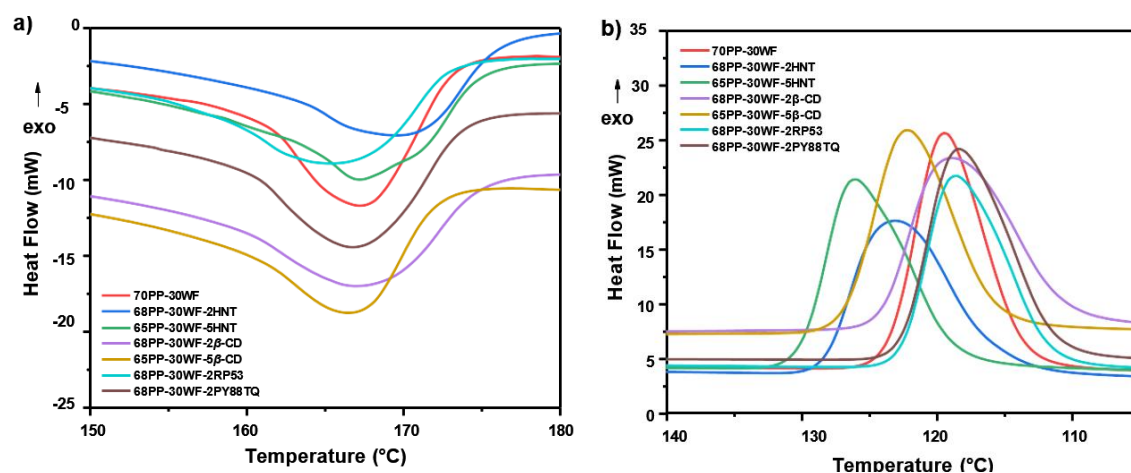 a)
0
-5
-10
-15
-20
-25
exo
Heat Flow (mW)
70PP-30WF
68PP-30WF-2HNT
65PP-30WF-5HNT
68PP-30WF-2β-CD
65PP-30WF-5β-CD
68PP-30WF-2RP53
68PP-30WF-2PY88TQ
150 160 170 180
Temperature (ºC)
b)
35
30
25
20
15
10
5
0
exo
Heat Flow (mW)
70PP-30WF
68PP-30WF-2HNT
65PP-30WF-5HNT
68PP-30WF-2β-CD
65PP-30WF-5β-CD
68PP-30WF-2RP53
68PP-30WF-2PY88TQ
140 130 120 110
Temperature (ºC)